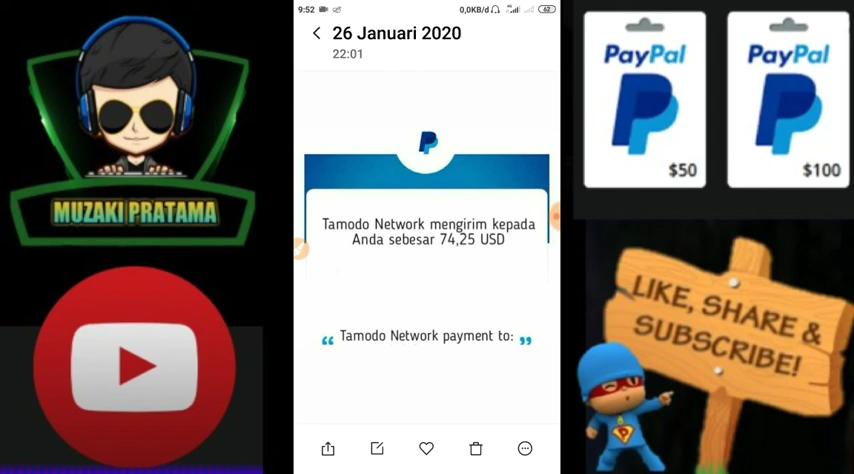 MUZAKI PRATAMA
9:52
0,0KB/d
62
26 Januari 2020
22:01
Tamodo Network mengirim kepada
Anda sebesar 74,25 USD
“ Tamodo Network payment to: ”
PayPal
$50
PayPal
$100
LIKE, SHARE &
SUBSCRIBE!